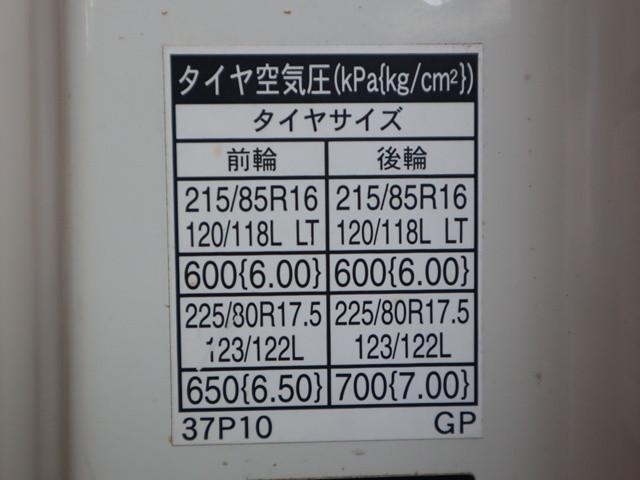 タイヤ空気圧(kPa{kg/cm²})
タイヤサイズ
前輪 後輪
215/85R16 215/85R16
120/118L LT 120/118L LT
600{6.00} 600{6.00}
225/80R17.5 225/80R17.5
123/122L 123/122L
650{6.50} 700{7.00}
37P10 GP